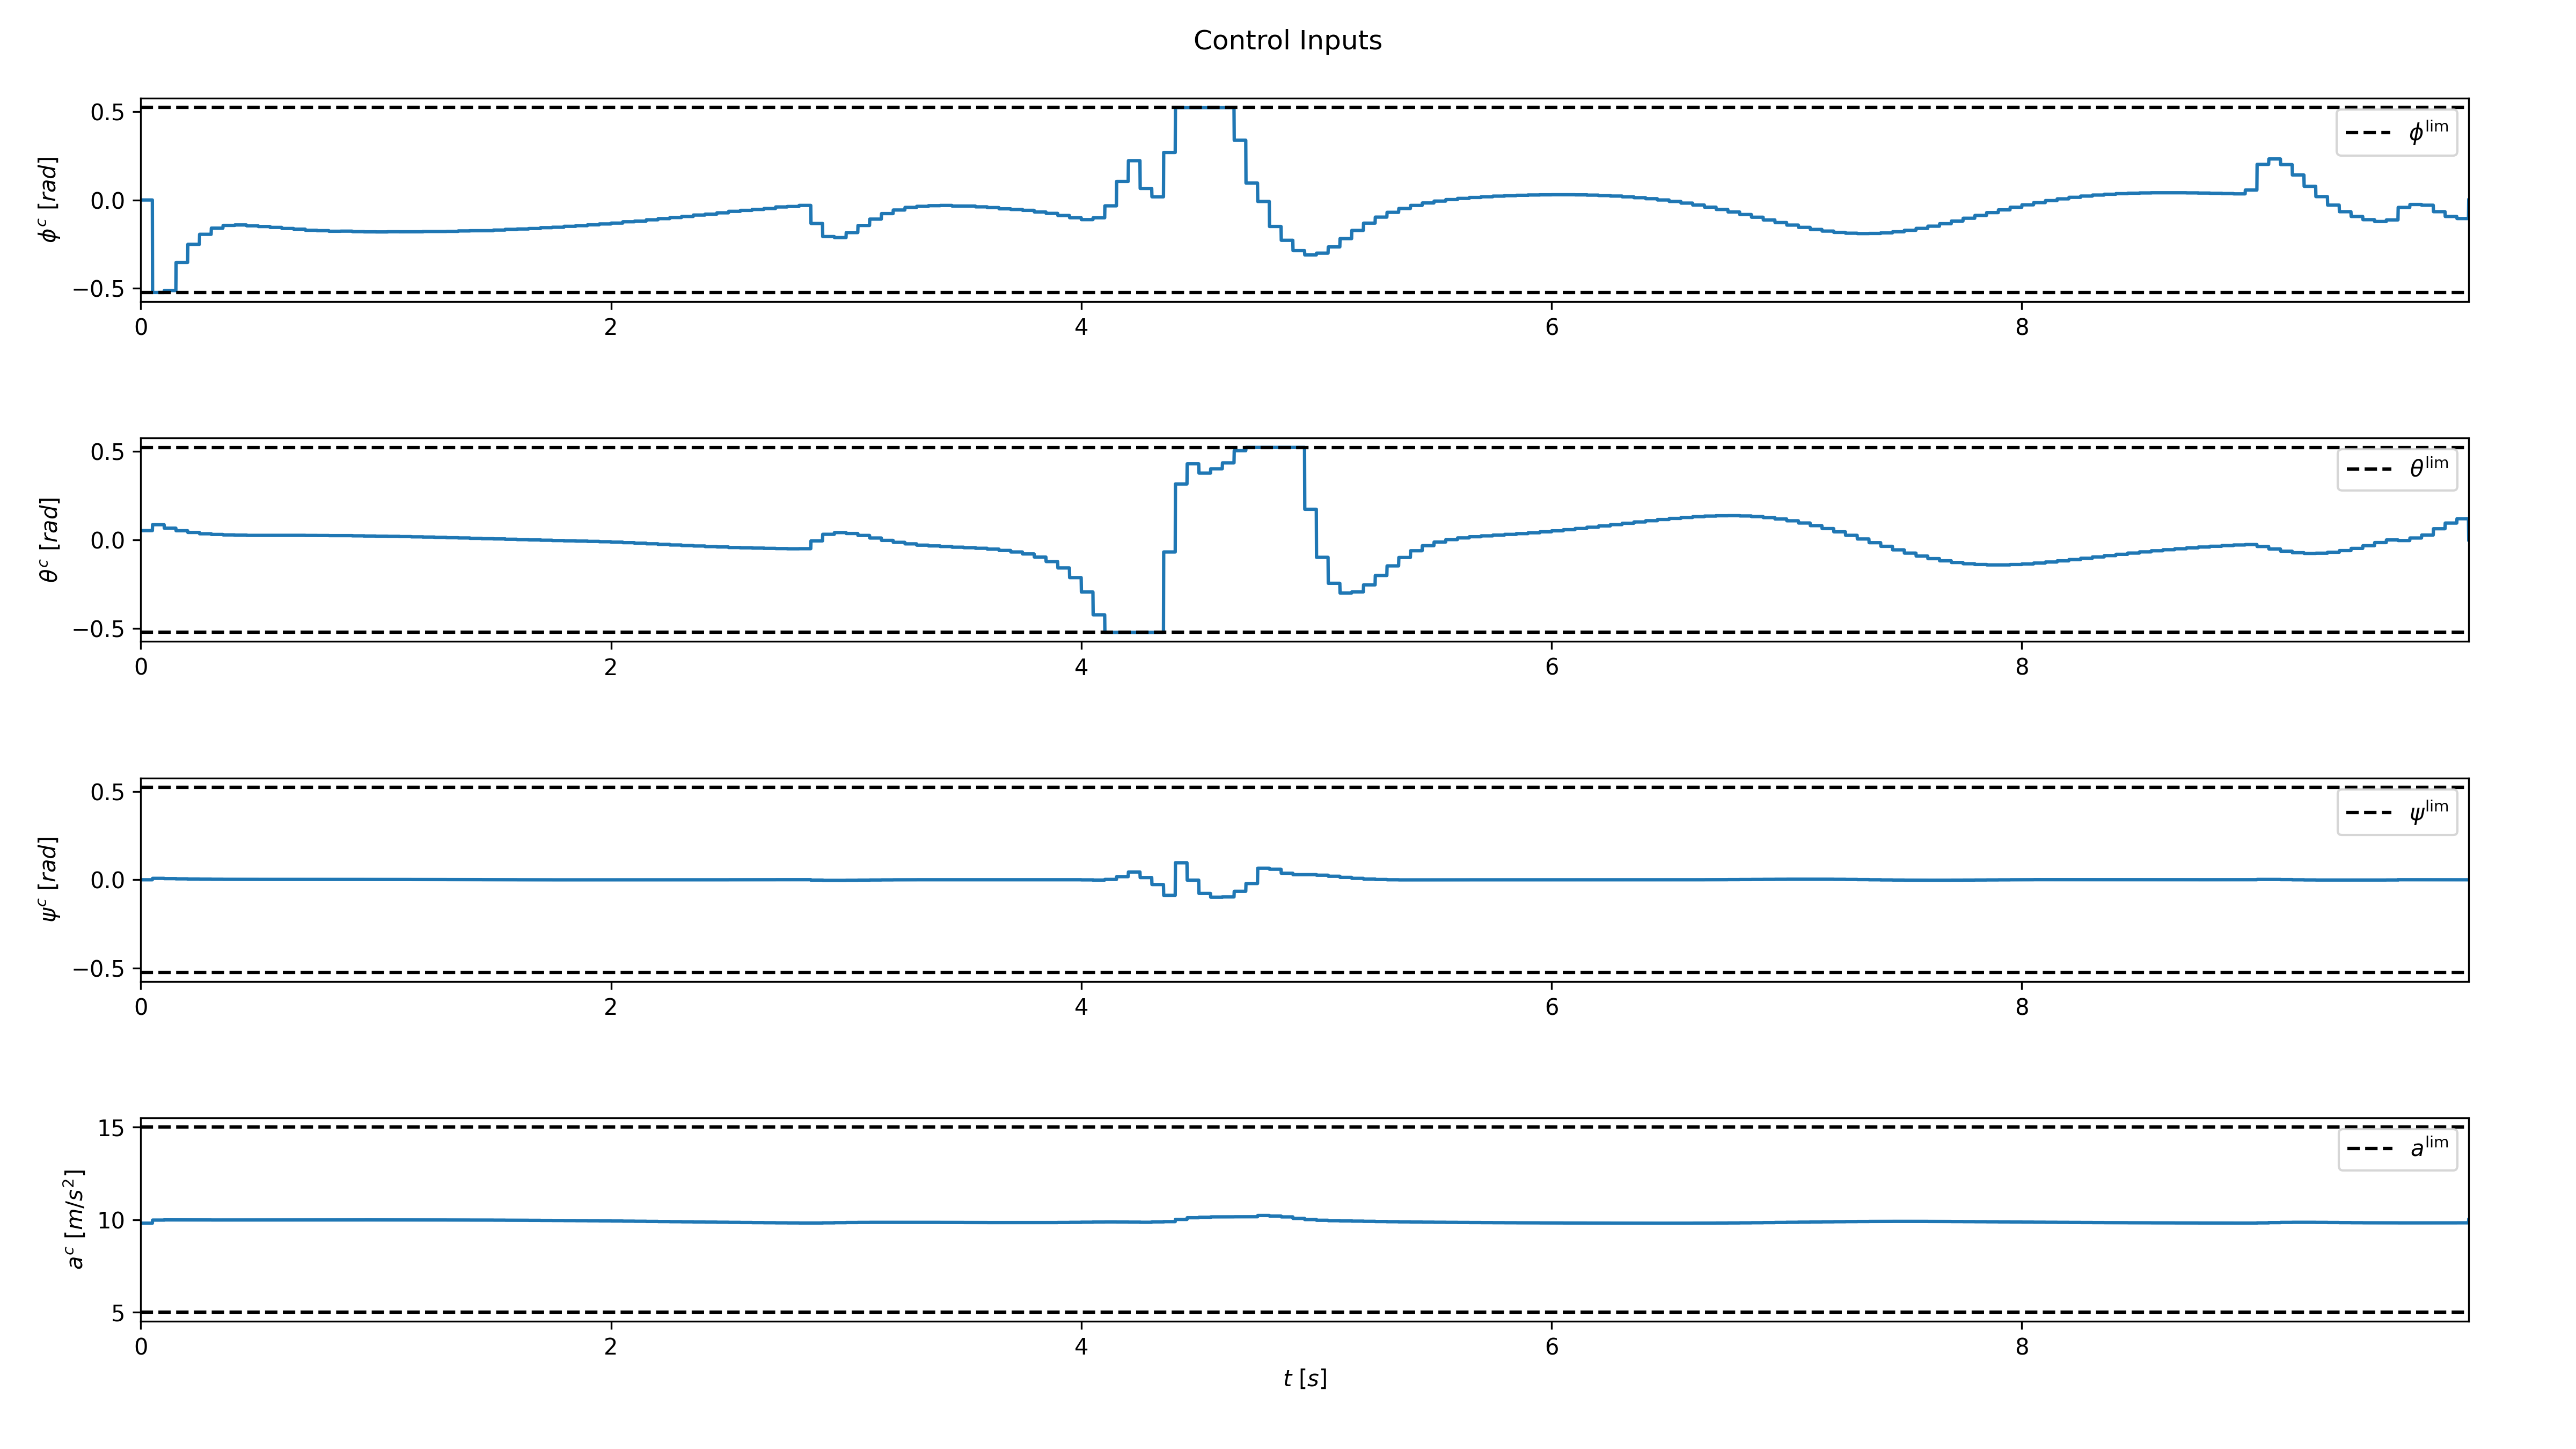 Control Inputs
0.5
0.0
−0.5
ϕᶜ [rad]
ϕˡⁱᵐ
0 2 4 6 8
0.5
0.0
−0.5
θᶜ [rad]
θˡⁱᵐ
0 2 4 6 8
0.5
0.0
−0.5
ψᶜ [rad]
ψˡⁱᵐ
0 2 4 6 8
15
10
5
aᶜ [m/s²]
aˡⁱᵐ
0 2 4 6 8
t [s]